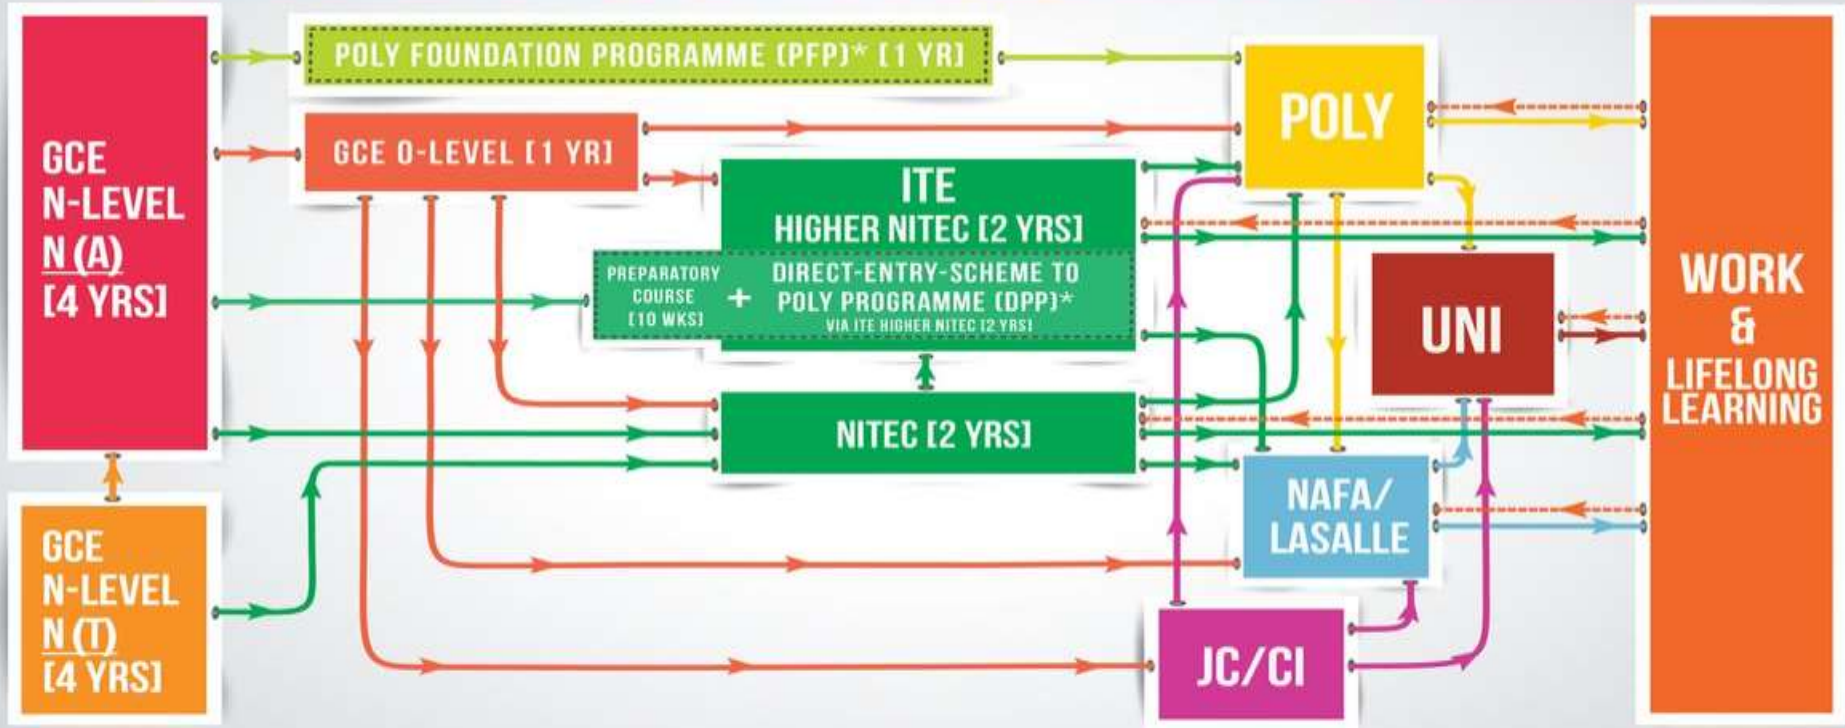 GCE
N-LEVEL
N (A)
[4 YRS]
POLY FOUNDATION PROGRAMME (PFP)* [1 YR]
GCE O-LEVEL [1 YR]
ITE
HIGHER NITEC [2 YRS]
PREPARATORY
COURSE
[10 WKS]
+
DIRECT-ENTRY-SCHEME TO
POLY PROGRAMME (DPP)*
VIA ITE HIGHER NITEC [2 YRS]
NITEC [2 YRS]
POLY
UNI
NAFA/
LASALLE
JC/CI
WORK
&
LIFELONG
LEARNING
GCE
N-LEVEL
N (T)
[4 YRS]